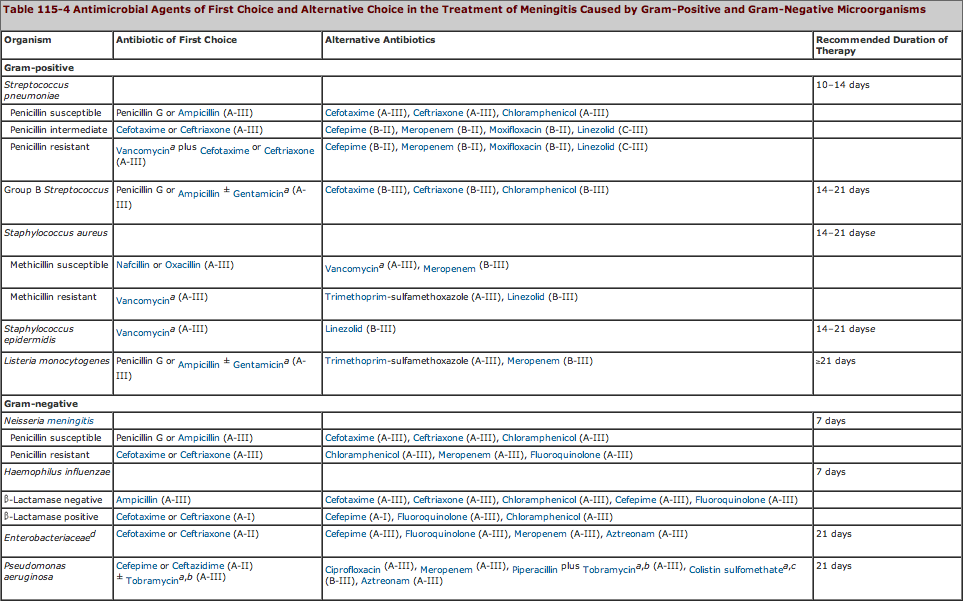 Table 115–4 Antimicrobial Agents of First Choice and Alternative Choice in the Treatment of Meningitis Caused by Gram-Positive and Gram-Negative Microorganisms
Organism Antibiotic of First Choice Alternative Antibiotics Recommended Duration of
Therapy
Gram-positive
Streptococcus
pneumoniae 10–14 days
Penicillin susceptible Penicillin G or Ampicillin (A-III) Cefotaxime (A-III), Ceftriaxone (A-III), Chloramphenicol (A-III)
Penicillin intermediate Cefotaxime or Ceftriaxone (A-III) Cefepime (B-II), Meropenem (B-II), Moxifloxacin (B-II), Linezolid (C-III)
Penicillin resistant Vancomycin^a plus Cefotaxime or Ceftriaxone Cefepime (B-II), Meropenem (B-II), Moxifloxacin (B-II), Linezolid (C-III)
(A-III)
Group B Streptococcus Penicillin G or Ampicillin ± Gentamicin^a (A- Cefotaxime (B-III), Ceftriaxone (B-III), Chloramphenicol (B-III) 14–21 days
III)
Staphylococcus aureus 14–21 dayse
Methicillin susceptible Nafcillin or Oxacillin (A-III) Vancomycin^a (A-III), Meropenem (B-III)
Methicillin resistant Vancomycin^a (A-III) Trimethoprim-sulfamethoxazole (A-III), Linezolid (B-III)
Staphylococcus
epidermidis Vancomycin^a (A-III) Linezolid (B-III) 14–21 dayse
Listeria monocytogenes Penicillin G or Ampicillin ± Gentamicin^a (A- Trimethoprim-sulfamethoxazole (A-III), Meropenem (B-III) ≥21 days
III)
Gram-negative
Neisseria meningitis 7 days
Penicillin susceptible Penicillin G or Ampicillin (A-III) Cefotaxime (A-III), Ceftriaxone (A-III), Chloramphenicol (A-III)
Penicillin resistant Cefotaxime or Ceftriaxone (A-III) Chloramphenicol (A-III), Meropenem (A-III), Fluoroquinolone (A-III)
Haemophilus influenzae 7 days
β-Lactamase negative Ampicillin (A-III) Cefotaxime (A-III), Ceftriaxone (A-III), Chloramphenicol (A-III), Cefepime (A-III), Fluoroquinolone (A-III)
β-Lactamase positive Cefotaxime or Ceftriaxone (A-I) Cefepime (A-I), Fluoroquinolone (A-III), Chloramphenicol (A-III)
Enterobacteriaceae^d Cefotaxime or Ceftriaxone (A-II) Cefepime (A-III), Fluoroquinolone (A-III), Meropenem (A-III), Aztreonam (A-III) 21 days
Pseudomonas Cefepime or Ceftazidime (A-II) Ciprofloxacin (A-III), Meropenem (A-III), Piperacillin plus Tobramycin^a,b (A-III), Colistin sulfomethate^a,c 21 days
aeruginosa ± Tobramycin^a,b (A-III) (B-III), Aztreonam (A-III)